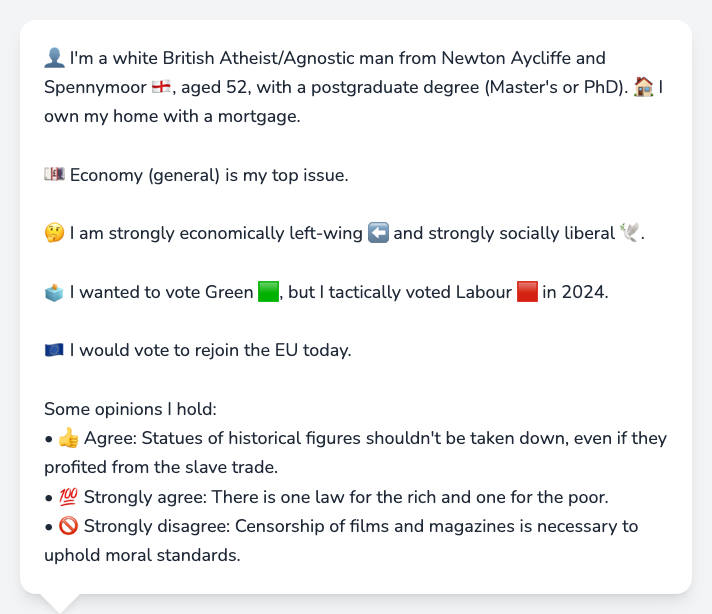 👤 I'm a white British Atheist/Agnostic man from Newton Aycliffe and
Spennymoor 🏴󠁧󠁢󠁥󠁮󠁧󠁿, aged 52, with a postgraduate degree (Master's or PhD). 🏠 I
own my home with a mortgage.
💷 Economy (general) is my top issue.
🤔 I am strongly economically left-wing ⬅️ and strongly socially liberal 🕊️.
🗳️ I wanted to vote Green 🟩, but I tactically voted Labour 🟥 in 2024.
🇪🇺 I would vote to rejoin the EU today.
Some opinions I hold:
• 👍 Agree: Statues of historical figures shouldn't be taken down, even if they
profited from the slave trade.
• 💯 Strongly agree: There is one law for the rich and one for the poor.
• 🚫 Strongly disagree: Censorship of films and magazines is necessary to
uphold moral standards.